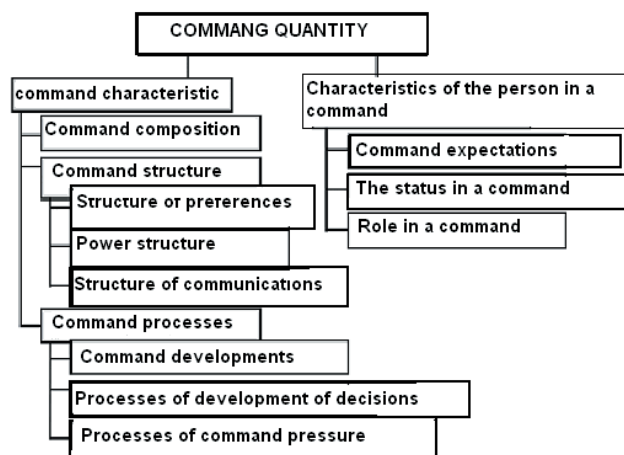 COMMANG QUANTITY
command characteristic
Command composition
Command structure
Structure of preferences
Power structure
Structure of communications
Command processes
Command developments
Processes of development of decisions
Processes of command pressure
Characteristics of the person in a
command
Command expectations
The status in a command
Role in a command